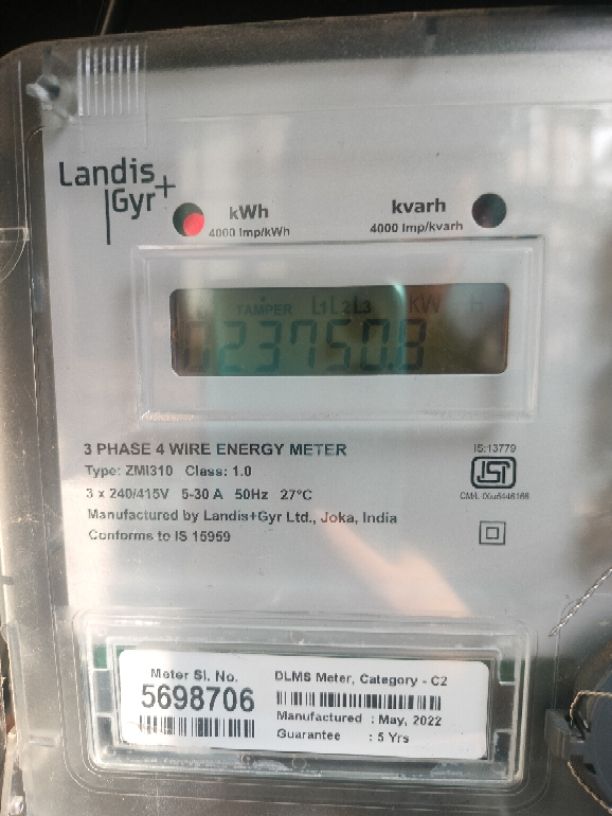 Landis
Gyr+
kWh
4000 Imp/kWh
kvarh
4000 Imp/kvarh
TAMPER L1L2L3 KW H
023750.8
3 PHASE 4 WIRE ENERGY METER
Type: ZMI310 Class: 1.0
3 x 240/415V 5-30 A 50Hz 27°C
Manufactured by Landis+Gyr Ltd., Joka, India
Conforms to IS 15959
IS:13779
ISI
Meter Sl. No.
5698706
DLMS Meter, Category - C2
Manufactured : May, 2022
Guarantee : 5 Yrs